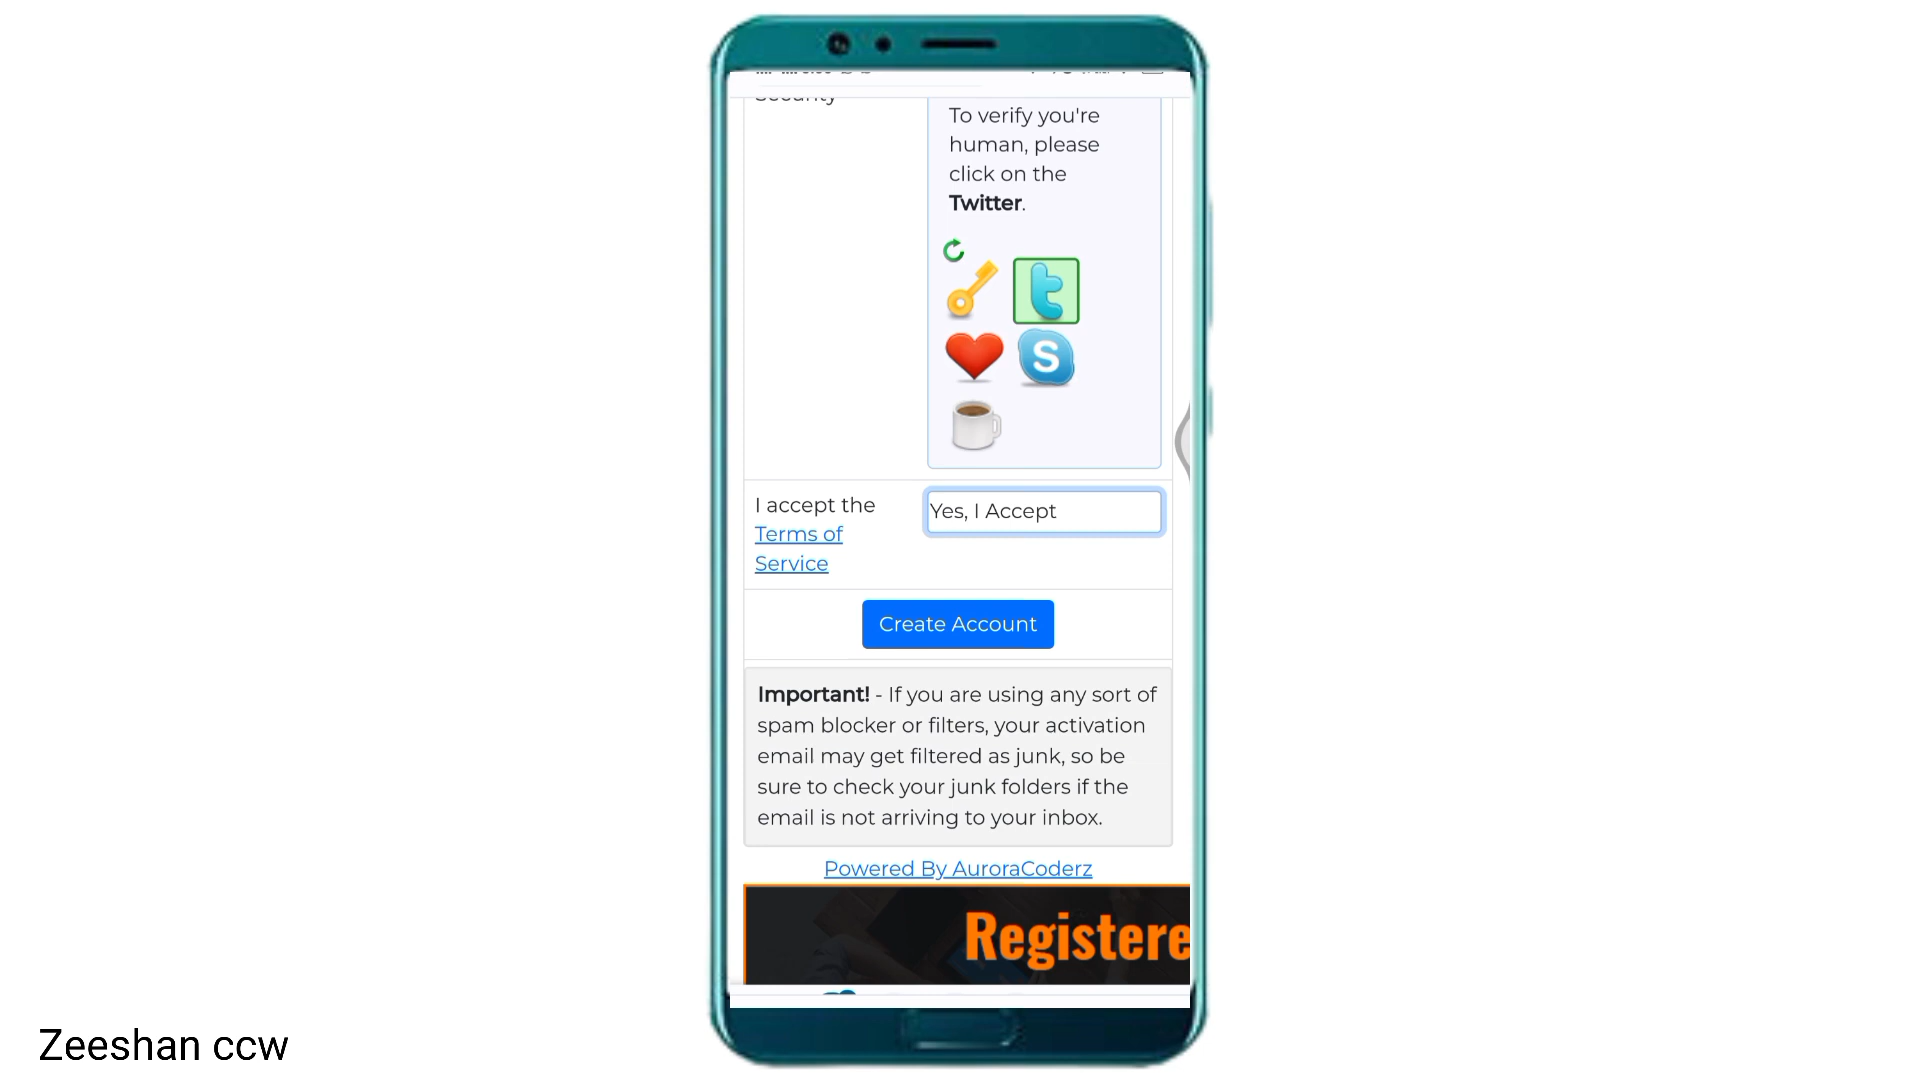 Security
To verify you're
human, please
click on the
Twitter.
I accept the
Terms of
Service
Yes, I Accept
Create Account
Important! - If you are using any sort of
spam blocker or filters, your activation
email may get filtered as junk, so be
sure to check your junk folders if the
email is not arriving to your inbox.
Powered By AuroraCoderz
Registere
Zeeshan ccw